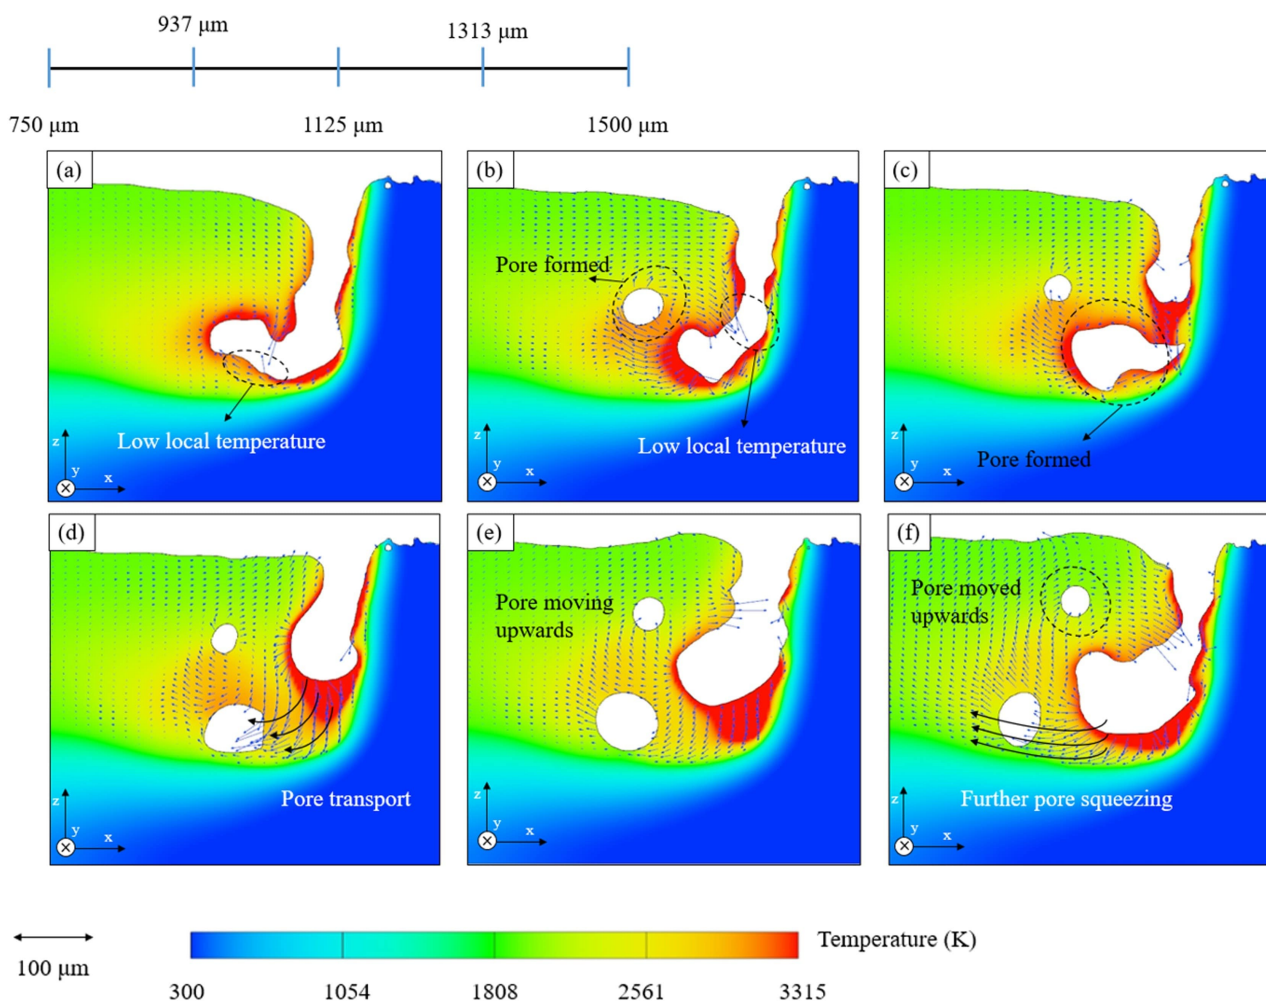 937 μm
1313 μm
750 μm
1125 μm
1500 μm
(a)
Low local temperature
z
y
x
(b)
Pore formed
Low local temperature
z
y
x
(c)
Pore formed
z
y
x
(d)
Pore transport
z
y
x
(e)
Pore moving
upwards
z
y
x
(f)
Pore moved
upwards
Further pore squeezing
z
y
x
100 μm
Temperature (K)
300
1054
1808
2561
3315